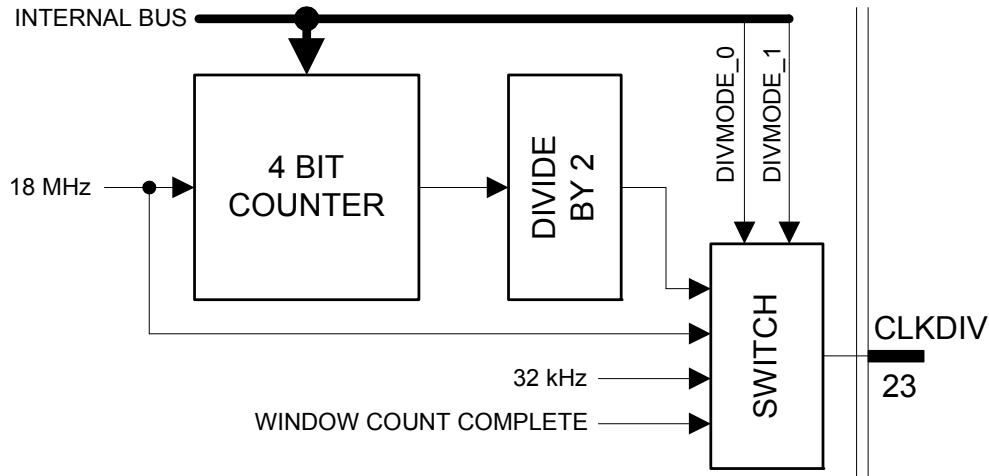 INTERNAL BUS
DIVMODE_0
DIVMODE_1
4 BIT
COUNTER
DIVIDE
BY 2
18 MHz
SWITCH
CLKDIV
23
32 kHz
WINDOW COUNT COMPLETE